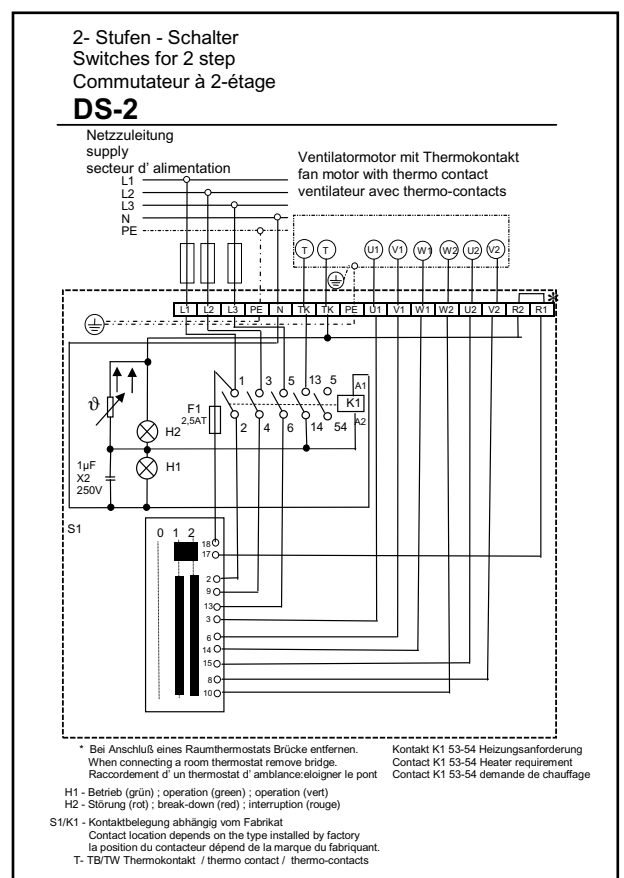 2- Stufen - Schalter
Switches for 2 step
Commutateur à 2-étage
DS-2
Netzzuleitung
supply
secteur d' alimentation
L1
L2
L3
N
PE
Ventilatormotor mit Thermokontakt
fan motor with thermo contact
ventilateur avec thermo-contacts
T T U1 V1 W1 W2 U2 V2
L1 L2 L3 PE N TK TK PE U1 V1 W1 W2 U2 V2 R2 R1 *
1 3 5 13 5 A1
F1 K1
2,5AT A2
2 4 6 14 54
ϑ
H2
H1
1µF
X2
250V
S1
0 1 2
18
17
2
9
13
3
6
14
15
8
10
* Bei Anschluß eines Raumthermostats Brücke entfernen.
When connecting a room thermostat remove bridge.
Raccordement d' un thermostat d' amblance:eloigner le pont
Kontakt K1 53-54 Heizungsanforderung
Contact K1 53-54 Heater requirement
Contact K1 53-54 demande de chauffage
H1 - Betrieb (grün) ; operation (green) ; operation (vert)
H2 - Störung (rot) ; break-down (red) ; interruption (rouge)
S1/K1 - Kontaktbelegung abhängig vom Fabrikat
Contact location depends on the type installed by factory
la position du contacteur dépend de la marque du fabrikat.
T- TB/TW Thermokontakt / thermo contact / thermo-contacts